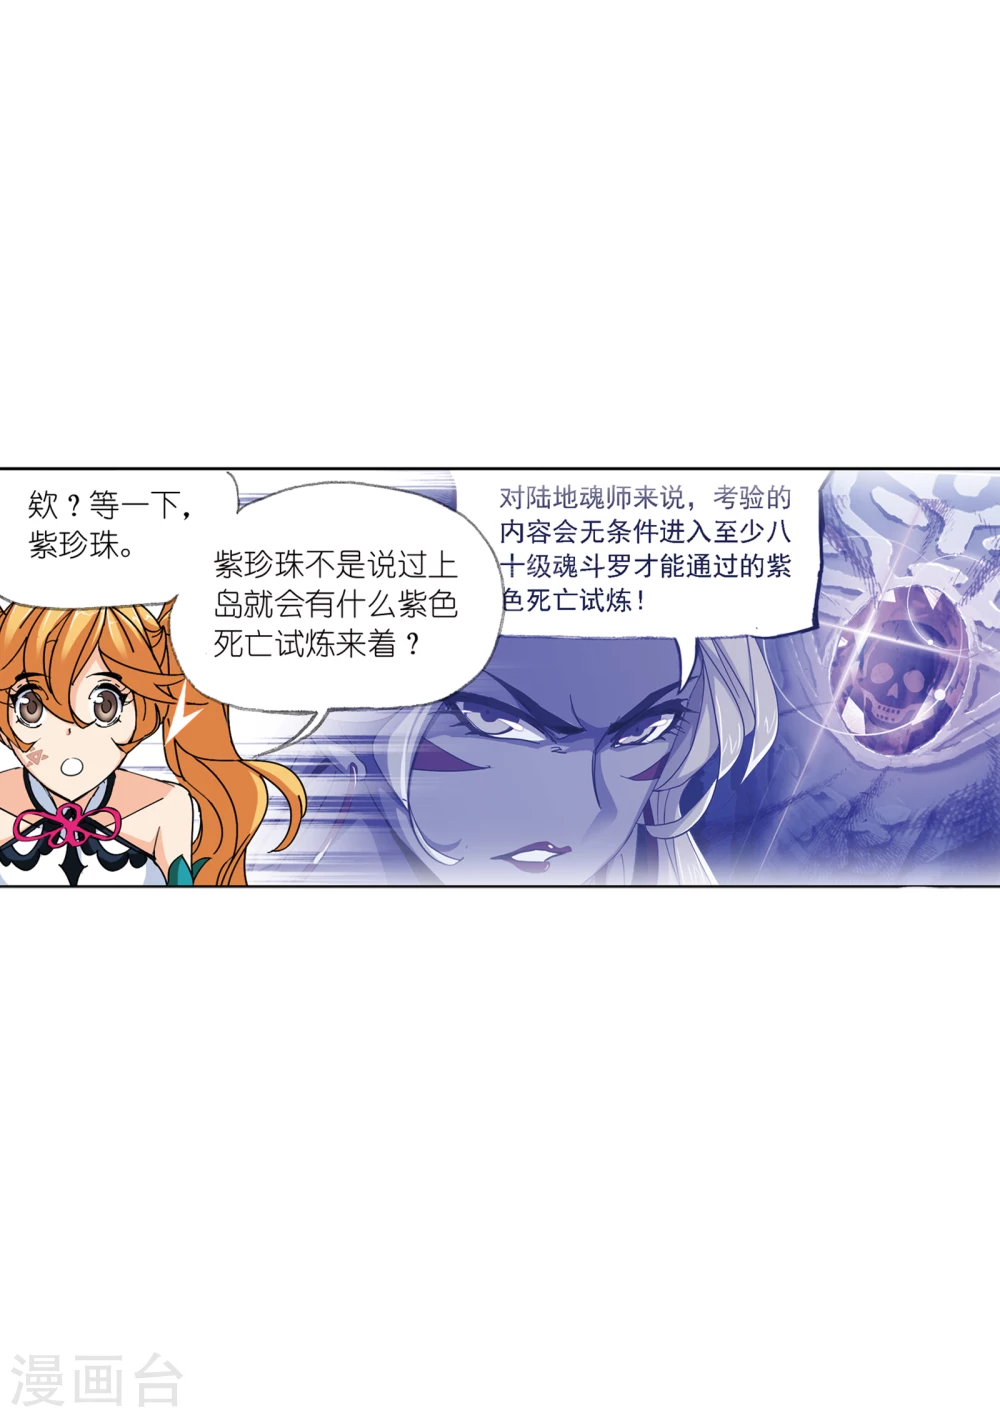 欸？等一下，
紫珍珠。
紫珍珠不是说过上
岛就会有什么紫色
死亡试炼来着？
对陆地魂师来说，考验的
内容会无条件进入至少八
十级魂斗罗才能通过的紫
色死亡试炼！
漫画台